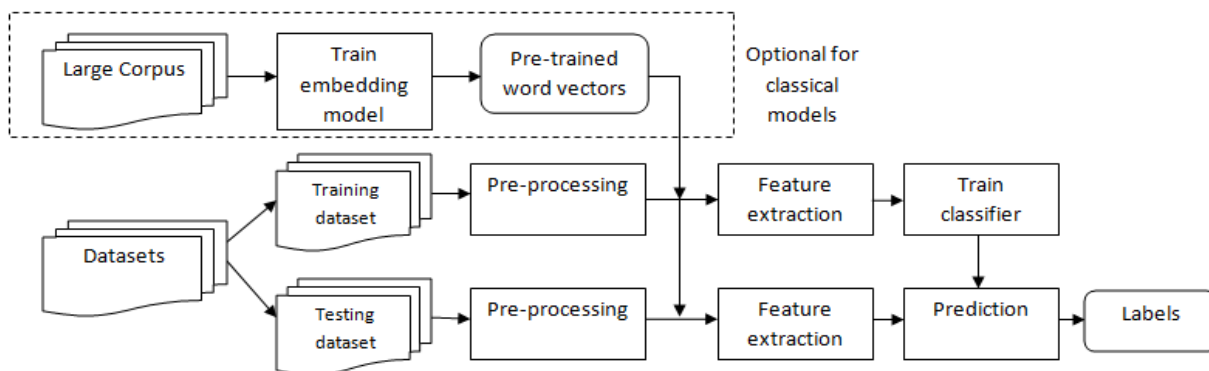 Large Corpus
Train
embedding
model
Pre-trained
word vectors
Optional for
classical
models
Datasets
Training
dataset
Pre-processing
Feature
extraction
Train
classifier
Testing
dataset
Pre-processing
Feature
extraction
Prediction
Labels